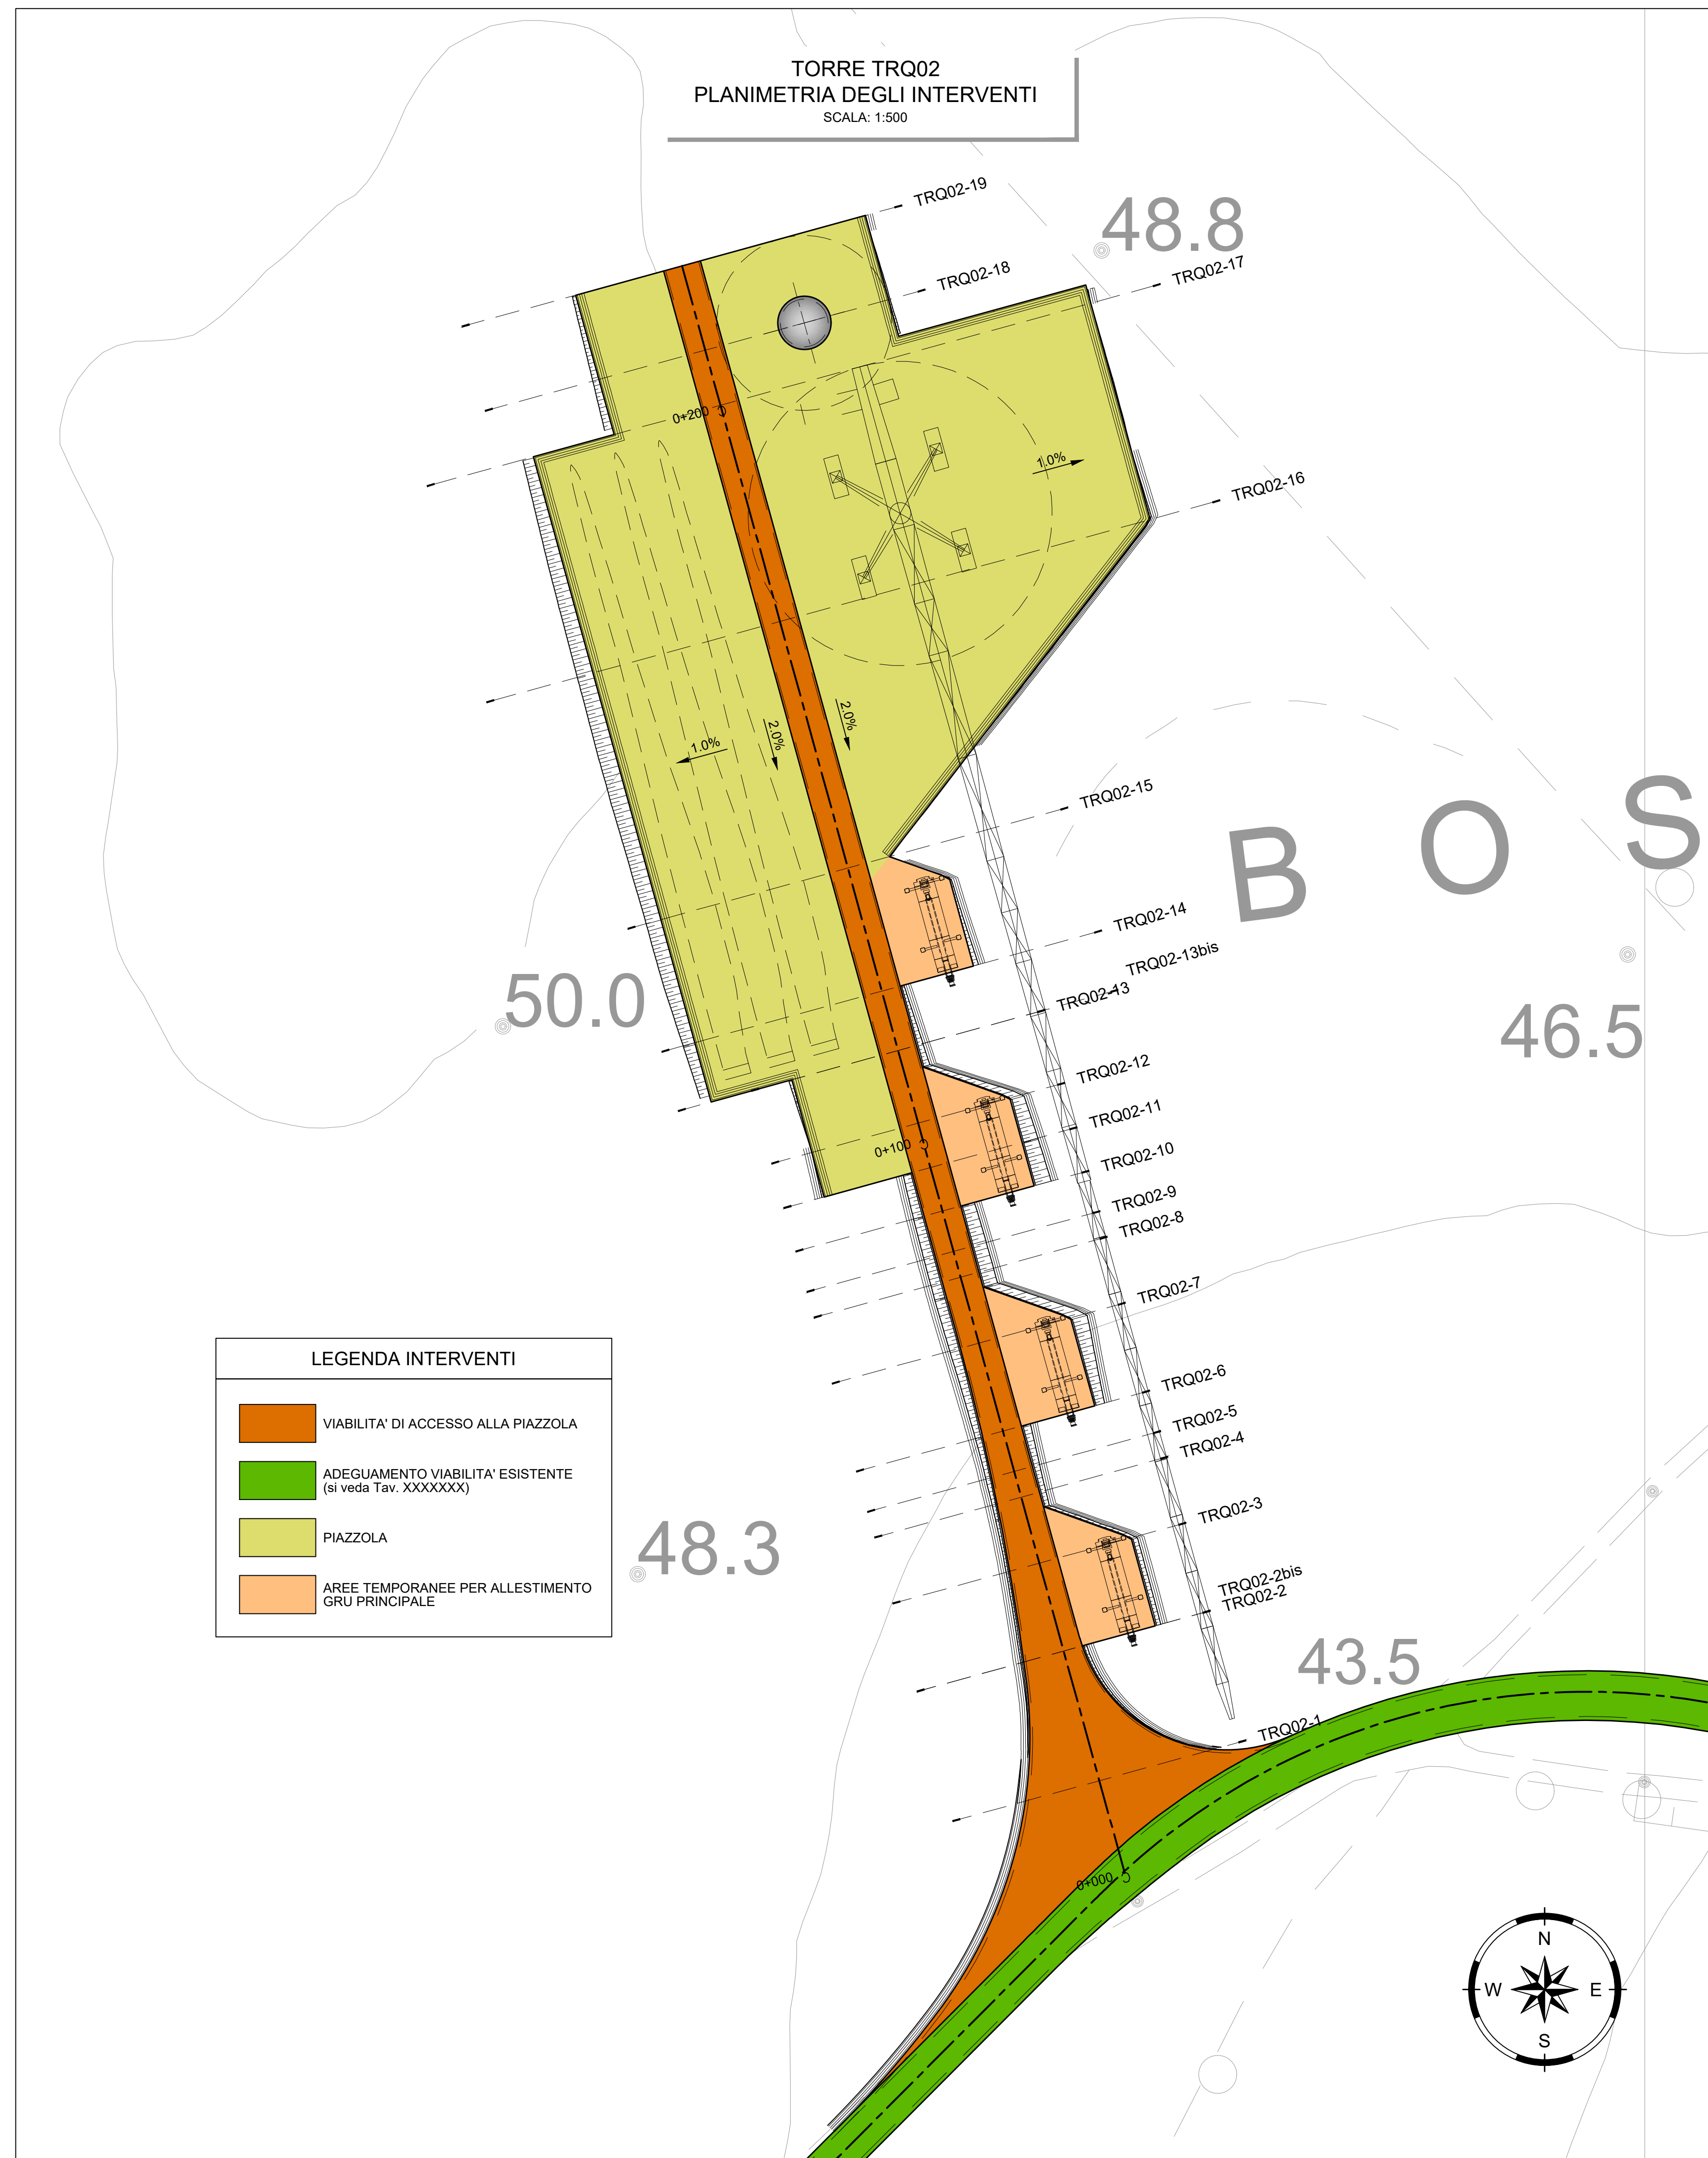 TORRE TRQ02
PLANIMETRIA DEGLI INTERVENTI
SCALA: 1:500
TRQ02-19
48.8
TRQ02-18
TRQ02-17
0+200
1.0%
TRQ02-16
2.0%
2.0%
1.0%
TRQ02-15
B O S
TRQ02-14
TRQ02-13bis
TRQ02-13
50.0
46.5
TRQ02-12
TRQ02-11
0+100
TRQ02-10
TRQ02-9
TRQ02-8
TRQ02-7
LEGENDA INTERVENTI
VIABILITA' DI ACCESSO ALLA PIAZZOLA
ADEGUAMENTO VIABILITA' ESISTENTE
(si veda Tav. XXXXXXX)
PIAZZOLA
AREE TEMPORANEE PER ALLESTIMENTO
GRU PRINCIPALE
TRQ02-6
TRQ02-5
TRQ02-4
TRQ02-3
48.3
TRQ02-2bis
TRQ02-2
43.5
TRQ02-1
0+000
N
W E
S